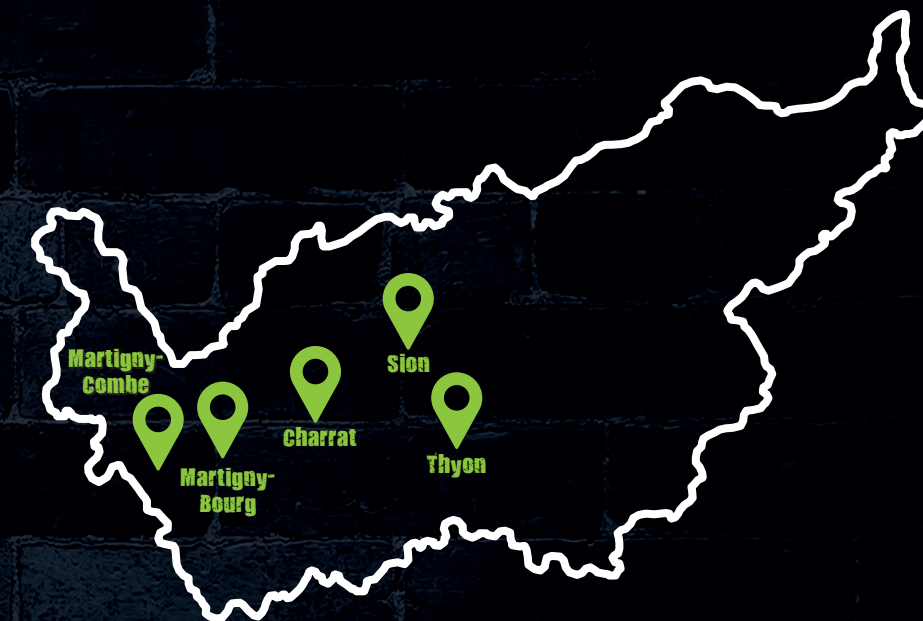 Sion
Martigny-
Combe
Charrat
Thyon
Martigny-
Bourg